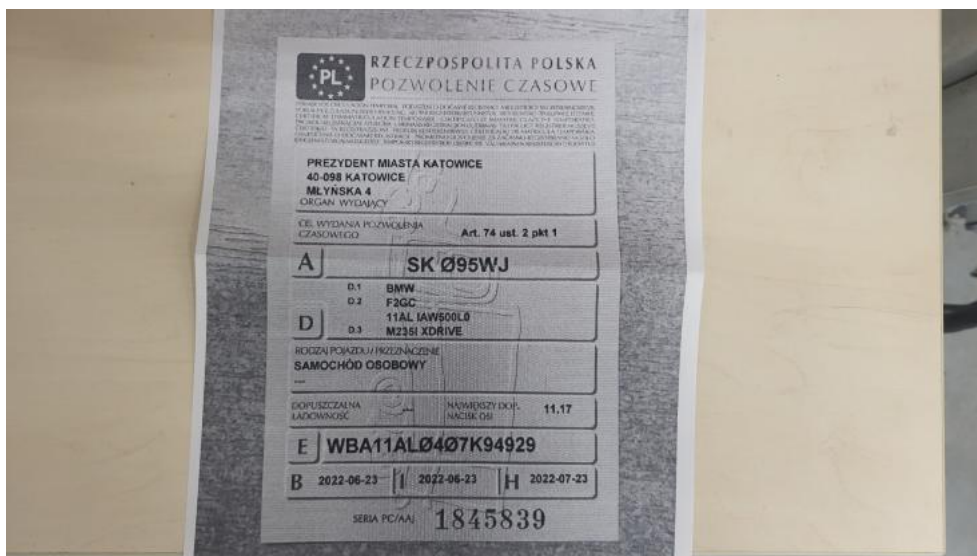 PL
RZECZPOSPOLITA POLSKA
POZWOLENIE CZASOWE
PREZYDENT MIASTA KATOWICE
40-098 KATOWICE
MŁYŃSKA 4
ORGAN WYDAJĄCY
CEL WYDANIA POZWOLENIA
CZASOWEGO
Art. 74 ust. 2 pkt 1
A SK Ø95WJ
D.1 BMW
D.2 F2GC
11AL IAW500L0
D
D.3 M235I XDRIVE
RODZAJ POJAZDU / PRZEZNACZENIE
SAMOCHÓD OSOBOWY
---
DOPUSZCZALNA
ŁADOWNOŚĆ
---
NAJWIĘKSZY DOP.
NACISK OSI
11.17
E WBA11ALØ4Ø7K94929
B 2022-06-23 I 2022-06-23 H 2022-07-23
SERIA PC/AAJ 1845839